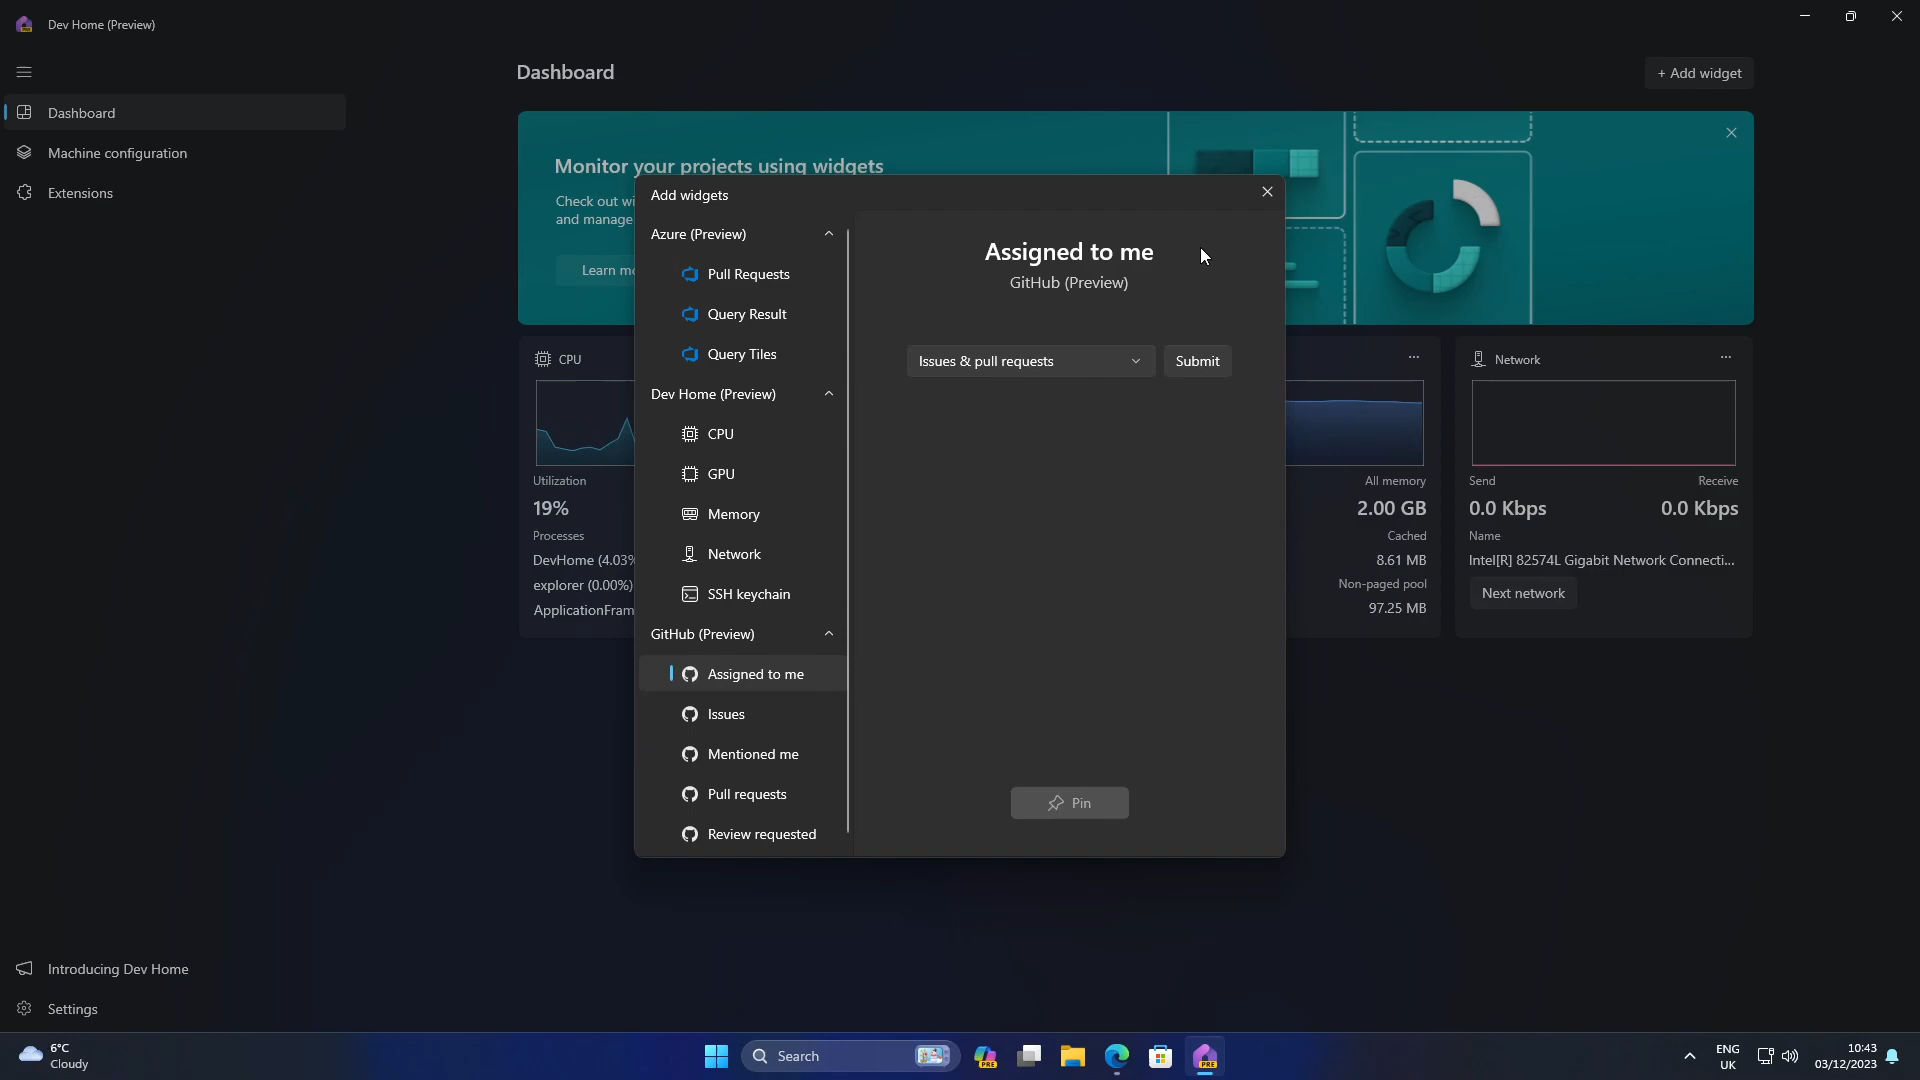 Dev Home (Preview)
Dashboard
Machine configuration
Extensions
Introducing Dev Home
Settings
Dashboard
+ Add widget
Monitor your projects using widgets
Check out
and manage
Learn
CPU
Utilization
19%
Processes
DevHome (4.03%
explorer (0.00%)
ApplicationFram
All memory
2.00 GB
Cached
8.61 MB
Non-paged pool
97.25 MB
Network
Send
Receive
0.0 Kbps
0.0 Kbps
Name
Intel[R] 82574L Gigabit Network Connecti...
Next network
Add widgets
Azure (Preview)
Pull Requests
Query Result
Query Tiles
Dev Home (Preview)
CPU
GPU
Memory
Network
SSH keychain
GitHub (Preview)
Assigned to me
Issues
Mentioned me
Pull requests
Review requested
Assigned to me
GitHub (Preview)
Issues & pull requests
Submit
Pin
6°C
Cloudy
Search
PRE
PRE
ENG
UK
10:43
03/12/2023